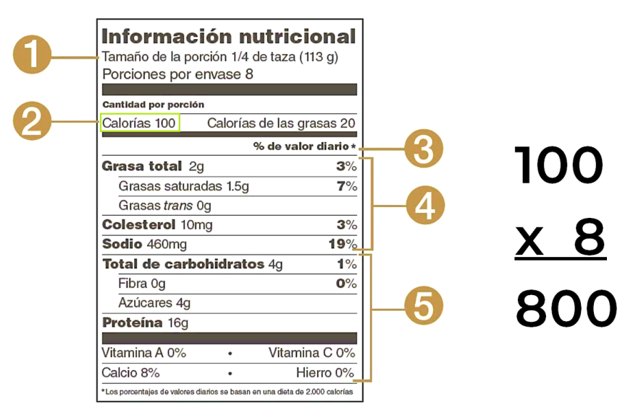 Información nutricional
1 Tamaño de la porción 1/4 de taza (113 g)
Porciones por envase 8
Cantidad por porción
2 Calorías 100 Calorías de las grasas 20
% de valor diario* 3
Grasa total 2g 3%
Grasas saturadas 1.5g 7%
Grasas trans 0g 4
Colesterol 10mg 3%
Sodio 460mg 19%
Total de carbohidratos 4g 1%
Fibra 0g 0%
Azúcares 4g 5
Proteína 16g
Vitamina A 0% • Vitamina C 0%
Calcio 8% • Hierro 0%
*Los porcentajes de valores diarios se basan en una dieta de 2.000 calorías
100
x 8
800